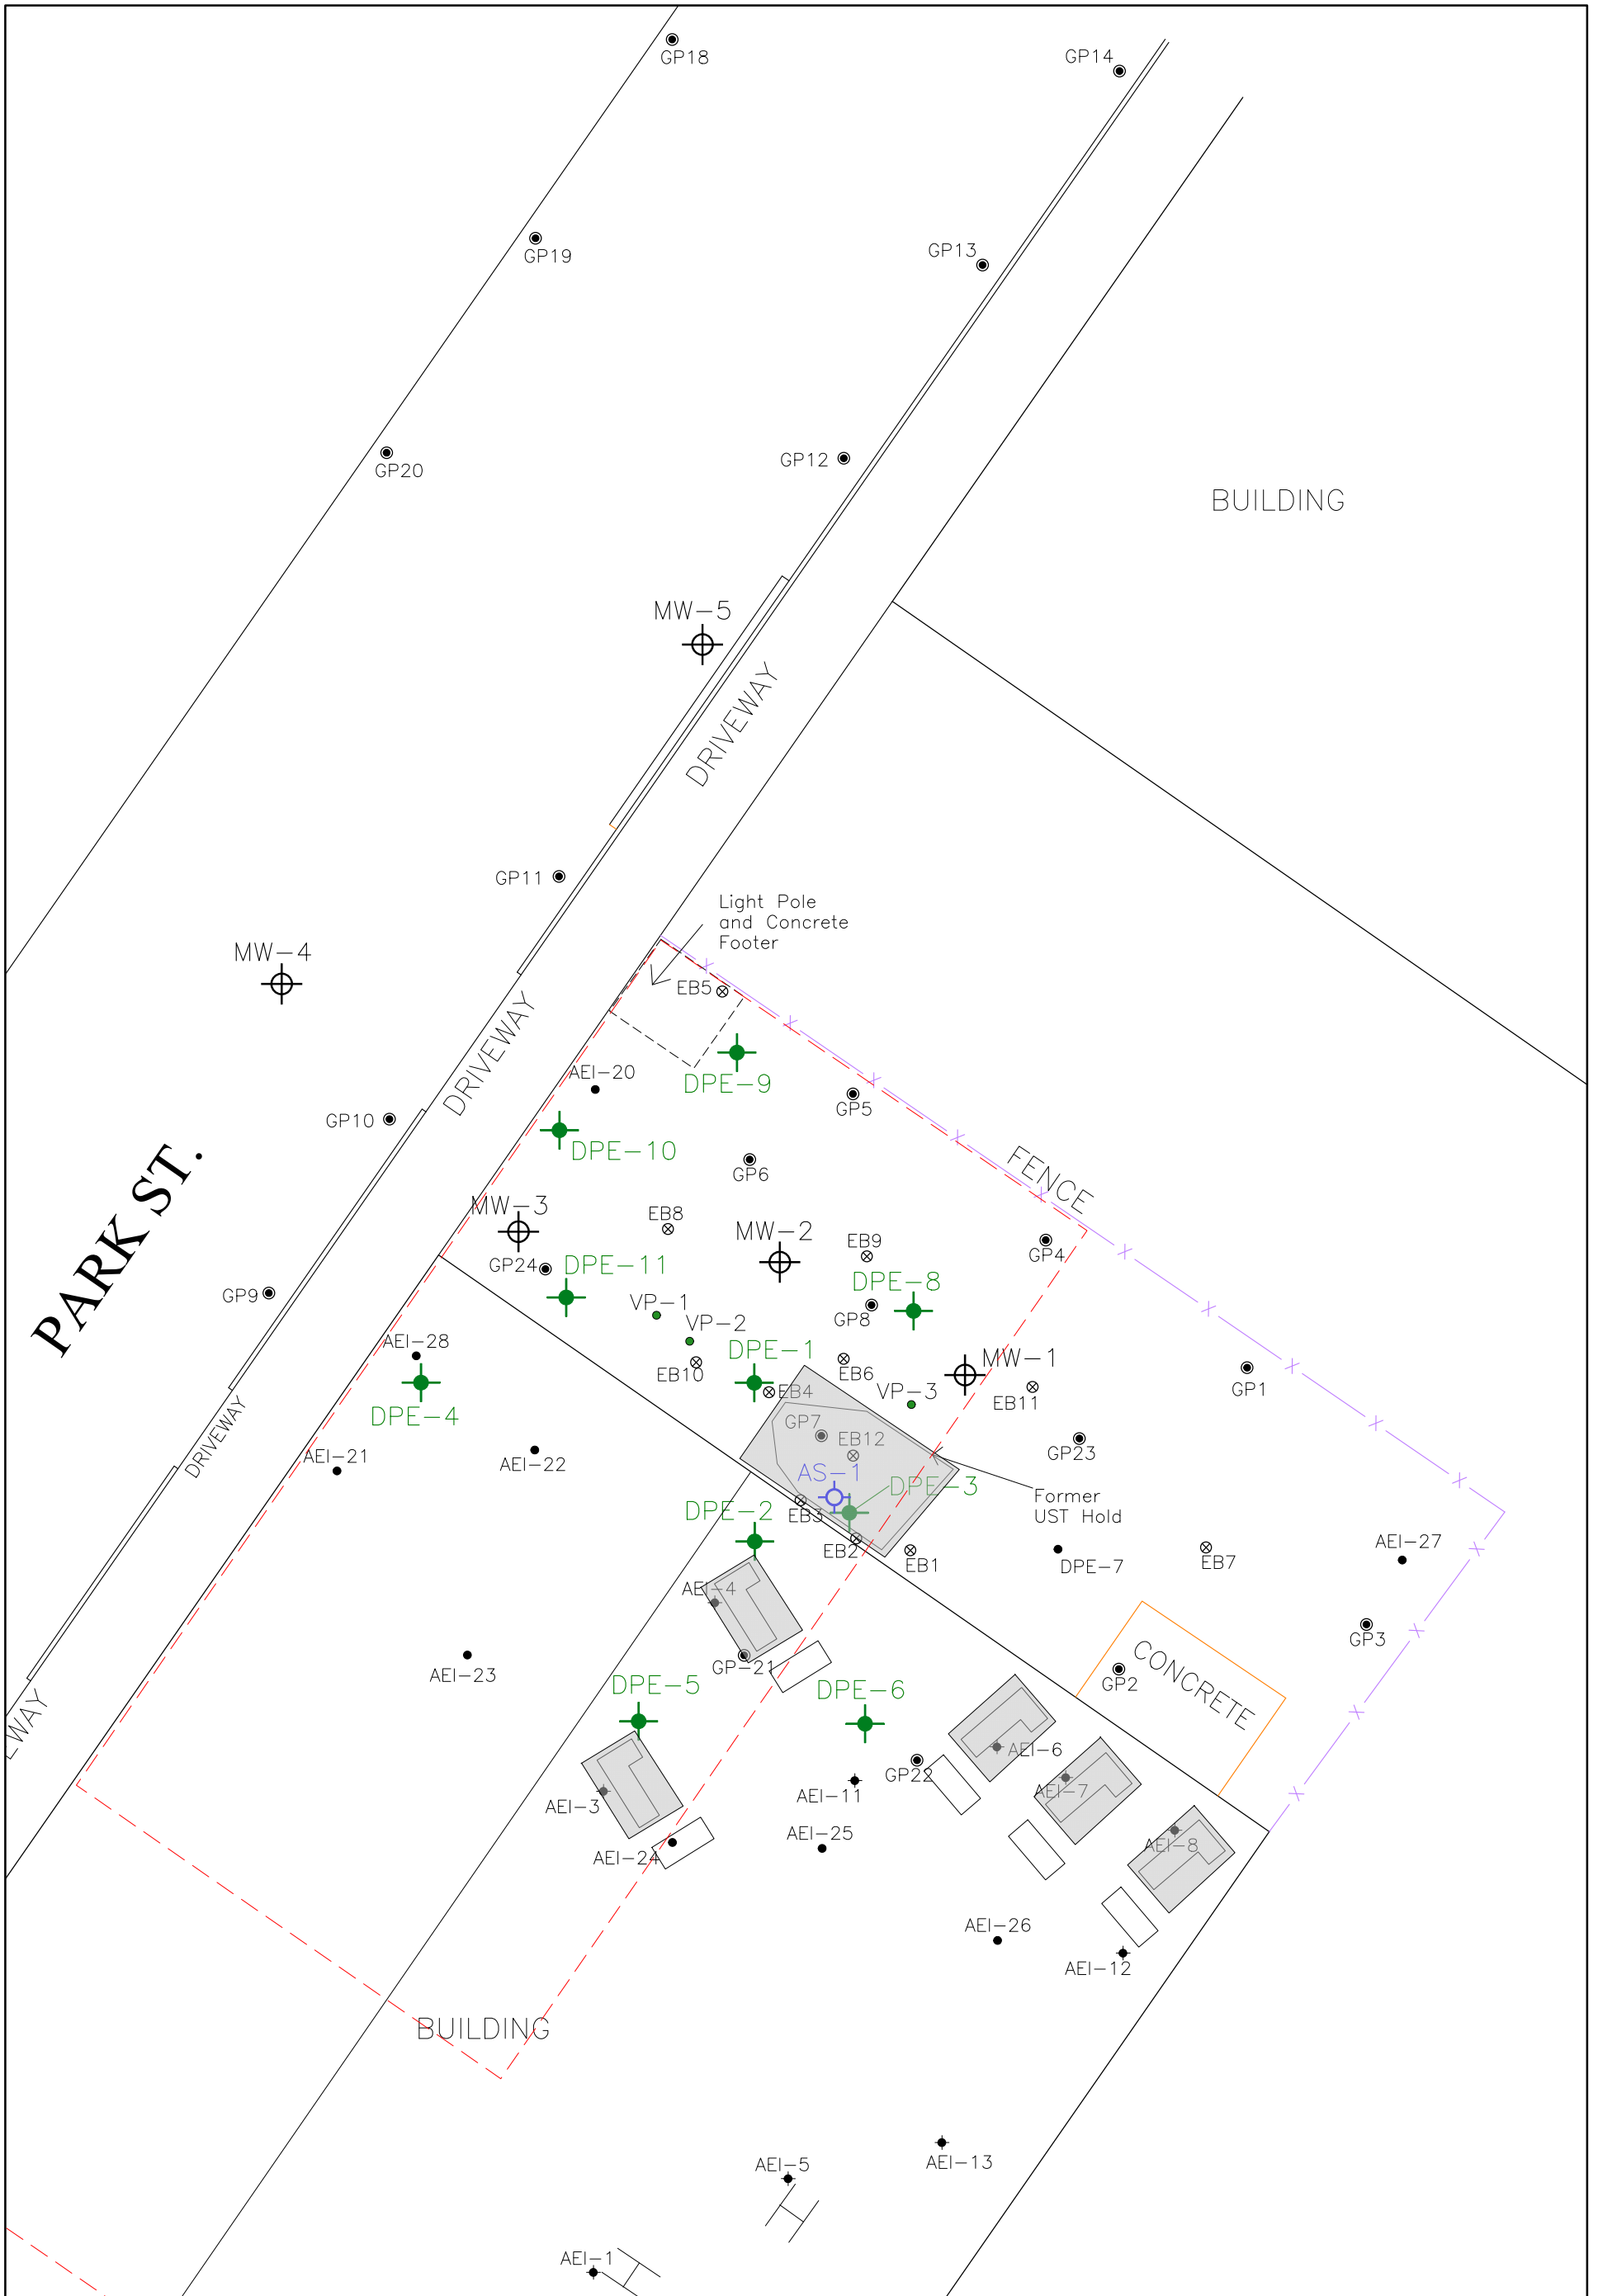 GP18
GP14
GP19
GP13
GP20
GP12
BUILDING
MW-5
DRIVEWAY
GP11
Light Pole
and Concrete
Footer
MW-4
EB5
DRIVEWAY
AEI-20
DPE-9
GP5
GP10
DPE-10
PARK ST.
GP6
FENCE
MW-3
EB8
MW-2
EB9
GP4
GP24
DPE-11
DPE-8
GP9
VP-1
GP8
VP-2
AEI-28
DPE-1
EB10
EB6
MW-1
GP1
DPE-4
EB4
VP-3
EB11
DRIVEWAY
GP7
EB12
GP23
AEI-21
AEI-22
AS-1
DPE-3
Former
UST Hold
EB3
DPE-2
EB2
EB1
DPE-7
EB7
AEI-27
AEI-4
GP3
CONCRETE
AEI-23
GP-21
GP2
DPE-5
DPE-6
AEI-6
GP22
AEI-7
AEI-3
AEI-11
AEI-25
AEI-8
AEI-24
AEI-26
AEI-12
BUILDING
AEI-13
AEI-5
AEI-1